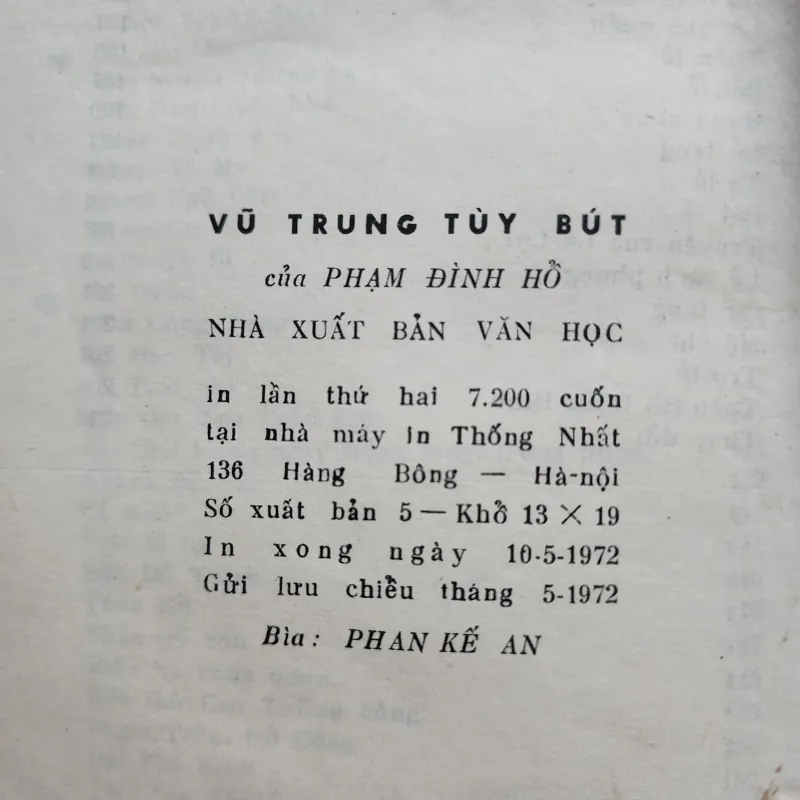 VŨ TRUNG TÙY BÚT
của PHẠM ĐÌNH HỔ
NHÀ XUẤT BẢN VĂN HỌC
in lần thứ hai 7.200 cuốn
tại nhà máy in Thống Nhất
136 Hàng Bông — Hà-nội
Số xuất bản 5 — Khổ 13 × 19
In xong ngày 10-5-1972
Gửi lưu chiều tháng 5-1972
Bìa: PHAN KẾ AN